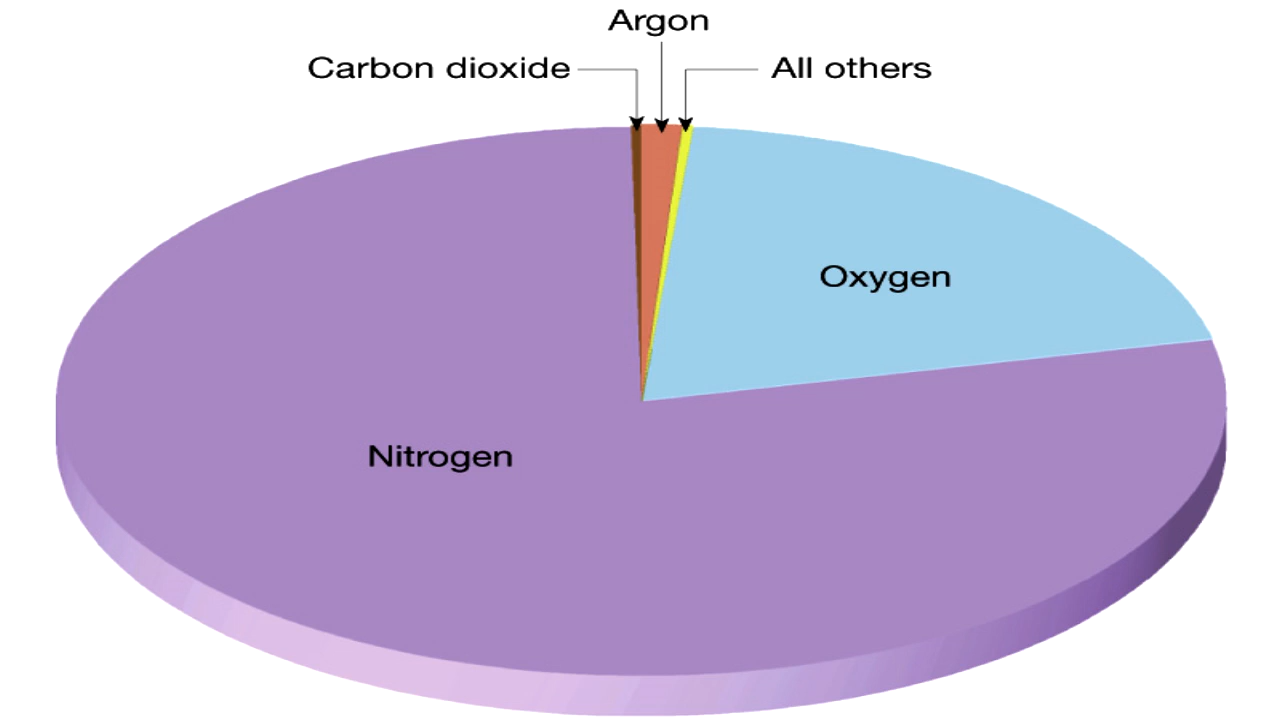 Argon
Carbon dioxide
All others
Oxygen
Nitrogen